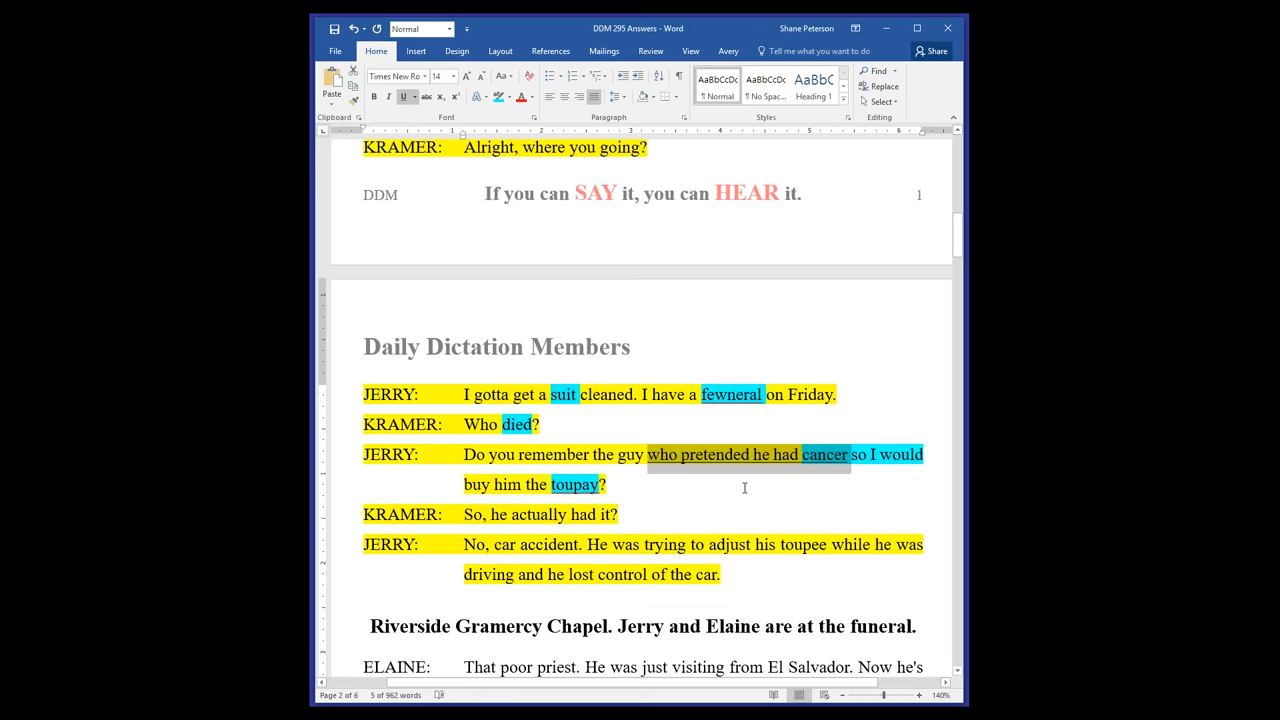 Normal
DDM 295 Answers - Word
Shane Peterson
File Home Insert Design Layout References Mailings Review View Avery Tell me what you want to do Share
Paste
Times New Ro 14
AaBbCcDc AaBbCcDc AaBbC
¶ Normal ¶ No Spac... Heading 1
Find
Replace
Select
Clipboard Font Paragraph Styles Editing
KRAMER: Alright, where you going?
DDM If you can SAY it, you can HEAR it. 1
Daily Dictation Members
JERRY: I gotta get a suit cleaned. I have a fewneral on Friday.
KRAMER: Who died?
JERRY: Do you remember the guy who pretended he had cancer so I would
buy him the toupay?
KRAMER: So, he actually had it?
JERRY: No, car accident. He was trying to adjust his toupee while he was
driving and he lost control of the car.
Riverside Gramercy Chapel. Jerry and Elaine are at the funeral.
ELAINE: That poor priest. He was just visiting from El Salvador. Now he's
Page 2 of 6 5 of 962 words 140%